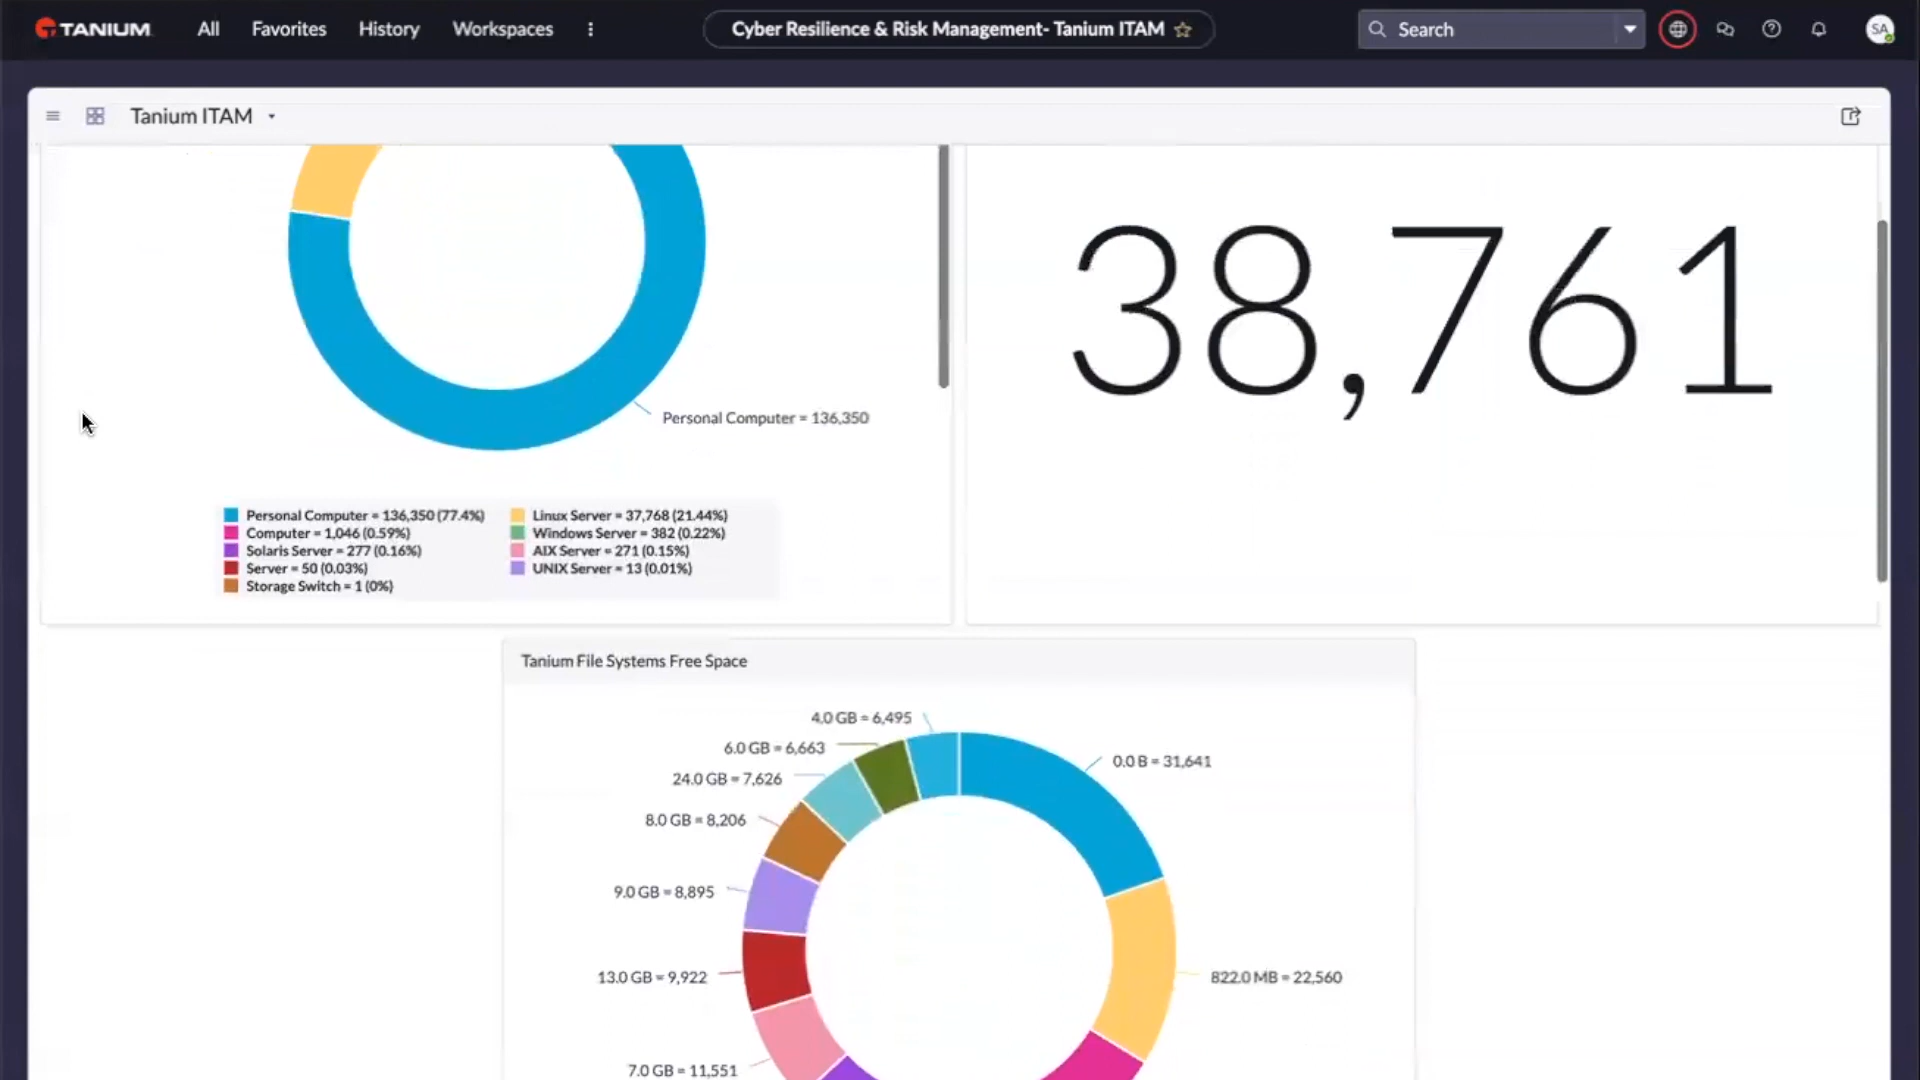 TANIUM
All
Favorites
History
Workspaces
Cyber Resilience & Risk Management- Tanium ITAM
Search
SA
Tanium ITAM
38,761
Personal Computer = 136,350
Personal Computer = 136,350 (77.4%)
Linux Server = 37,768 (21.44%)
Computer = 1,046 (0.59%)
Windows Server = 382 (0.22%)
Solaris Server = 277 (0.16%)
AIX Server = 271 (0.15%)
Server = 50 (0.03%)
UNIX Server = 13 (0.01%)
Storage Switch = 1 (0%)
Tanium File Systems Free Space
4.0 GB = 6,495
6.0 GB = 6,663
0.0 B = 31,641
24.0 GB = 7,626
8.0 GB = 8,206
9.0 GB = 8,895
13.0 GB = 9,922
822.0 MB = 22,560
7.0 GB = 11,551